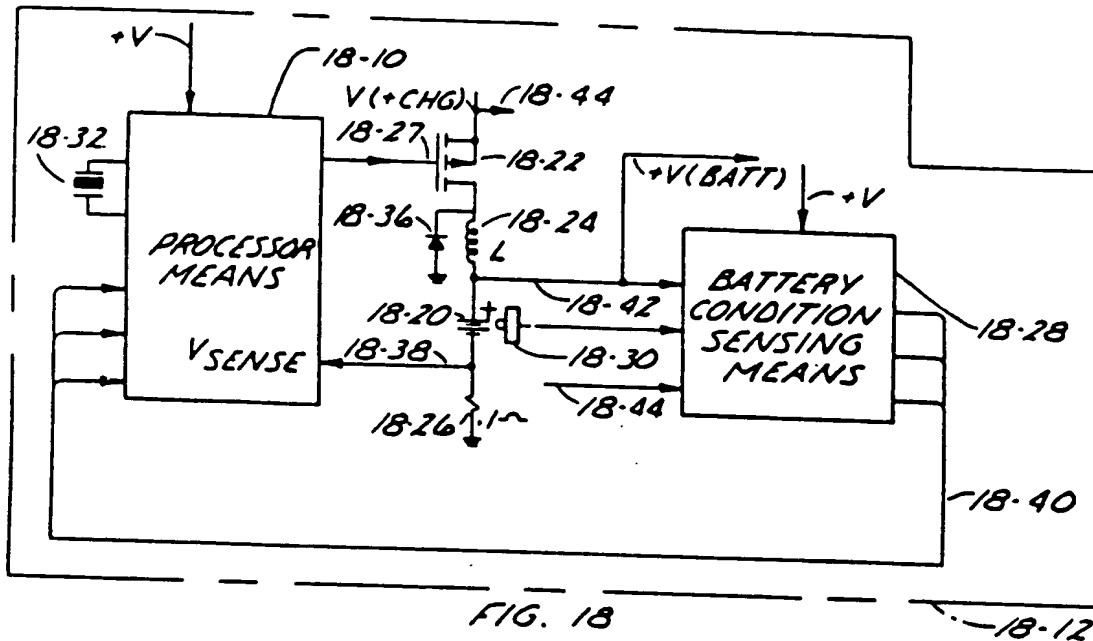 +V
18-10
V(+CHG)
18-44
18-32
18-27
18-22
+V(BATT)
+V
18-36
18-24
L
PROCESSOR
MEANS
BATTERY
CONDITION
SENSING
MEANS
18-42
18-20
+
18-28
18-30
18-38
VSENSE
18-44
18-26
.1~
18-40
FIG. 18
18-12